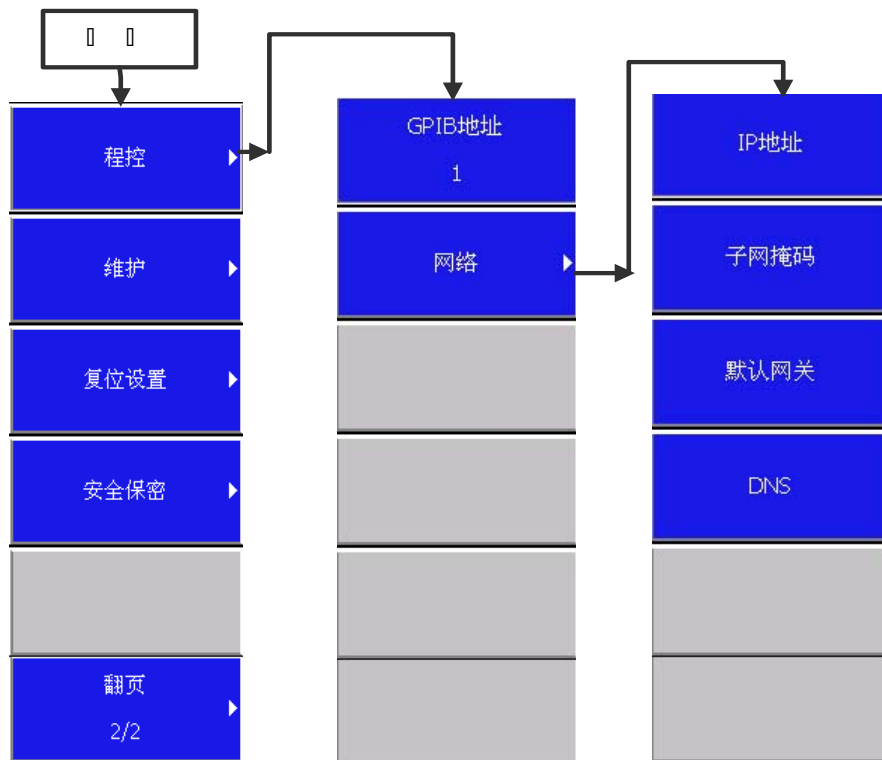 程控
维护
复位设置
安全保密
翻页
2/2
GPIB地址
1
网络
IP地址
子网掩码
默认网关
DNS